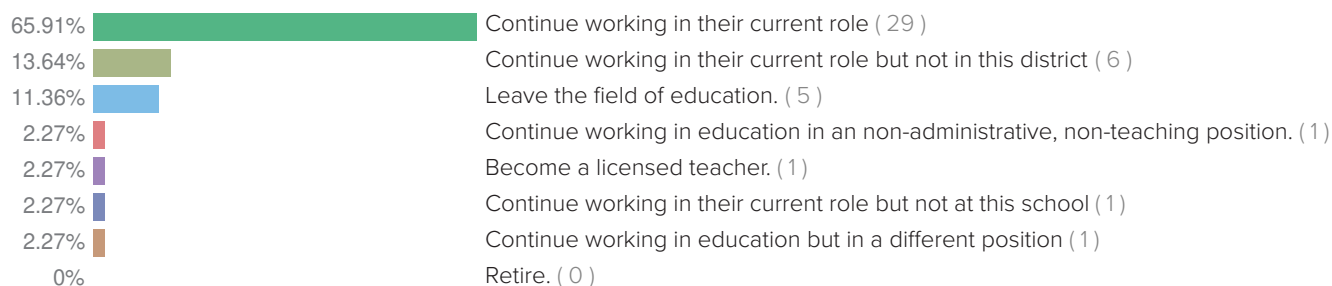 65.91% Continue working in their current role ( 29 )
13.64% Continue working in their current role but not in this district ( 6 )
11.36% Leave the field of education. ( 5 )
2.27% Continue working in education in an non-administrative, non-teaching position. ( 1 )
2.27% Become a licensed teacher. ( 1 )
2.27% Continue working in their current role but not at this school ( 1 )
2.27% Continue working in education but in a different position ( 1 )
0% Retire. ( 0 )